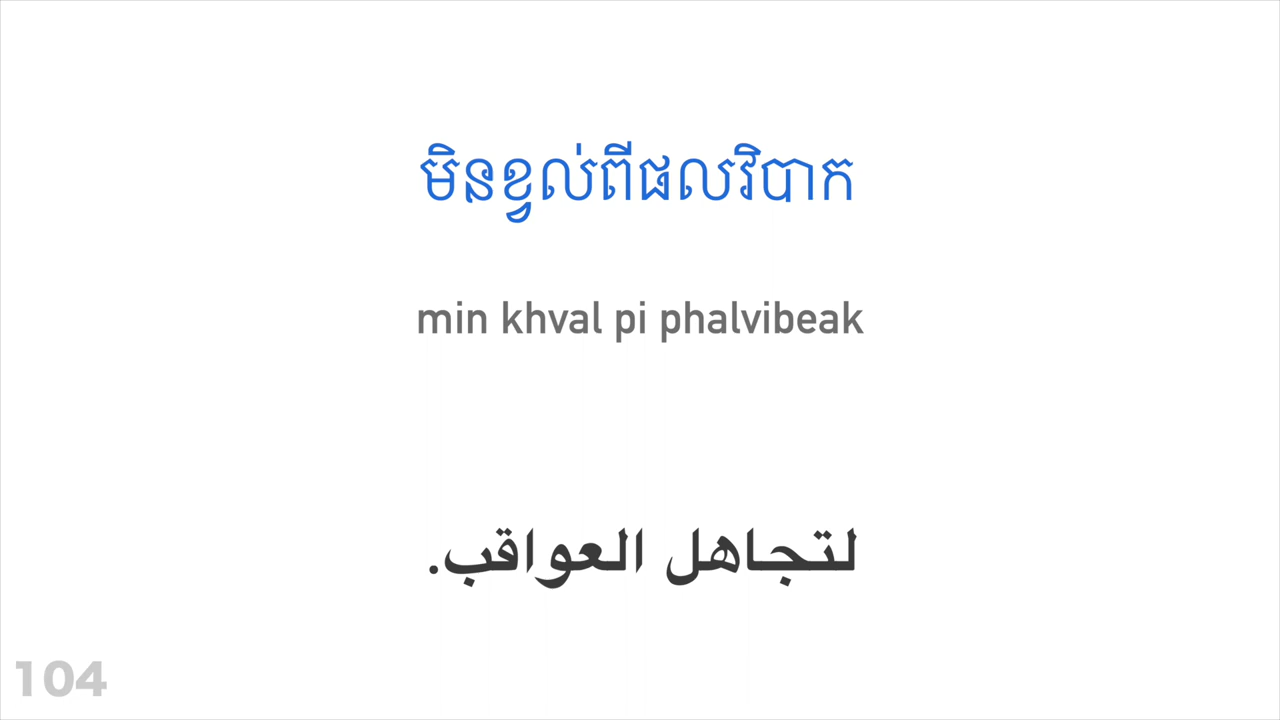 មិនខ្វល់ពីផលវិបាក
min khval pi phalvibeak
لتجاهل العواقب.
104